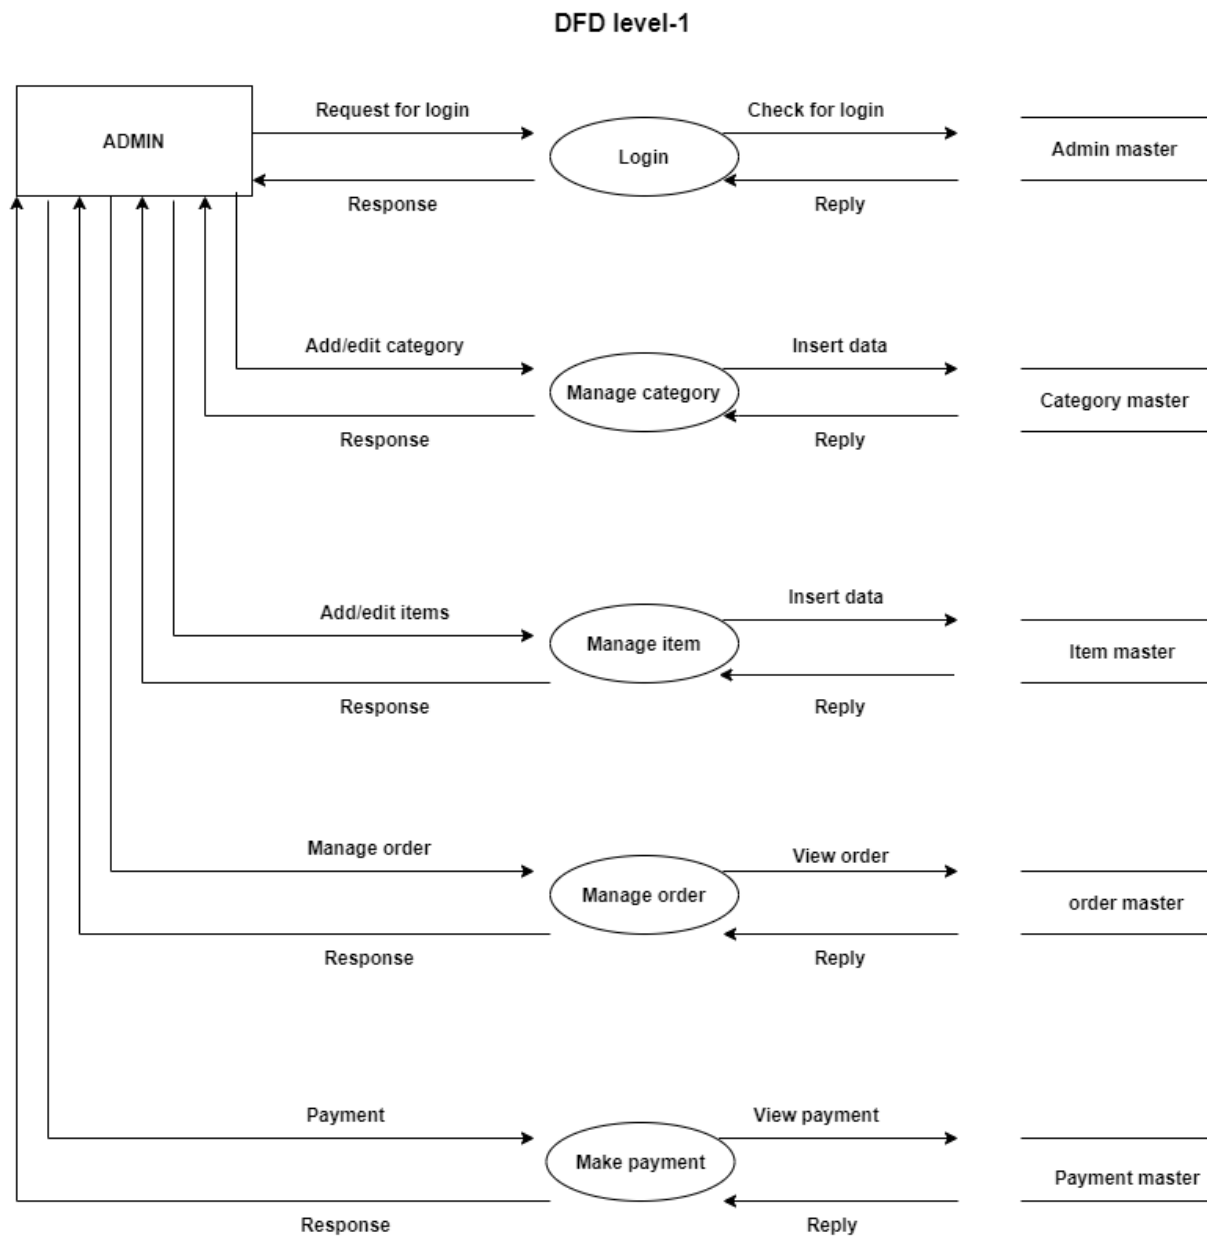 DFD level-1
ADMIN
Request for login
Check for login
Login
Admin master
Response
Reply
Add/edit category
Insert data
Manage category
Category master
Response
Reply
Add/edit items
Insert data
Manage item
Item master
Response
Reply
Manage order
View order
Manage order
order master
Response
Reply
Payment
View payment
Make payment
Payment master
Response
Reply